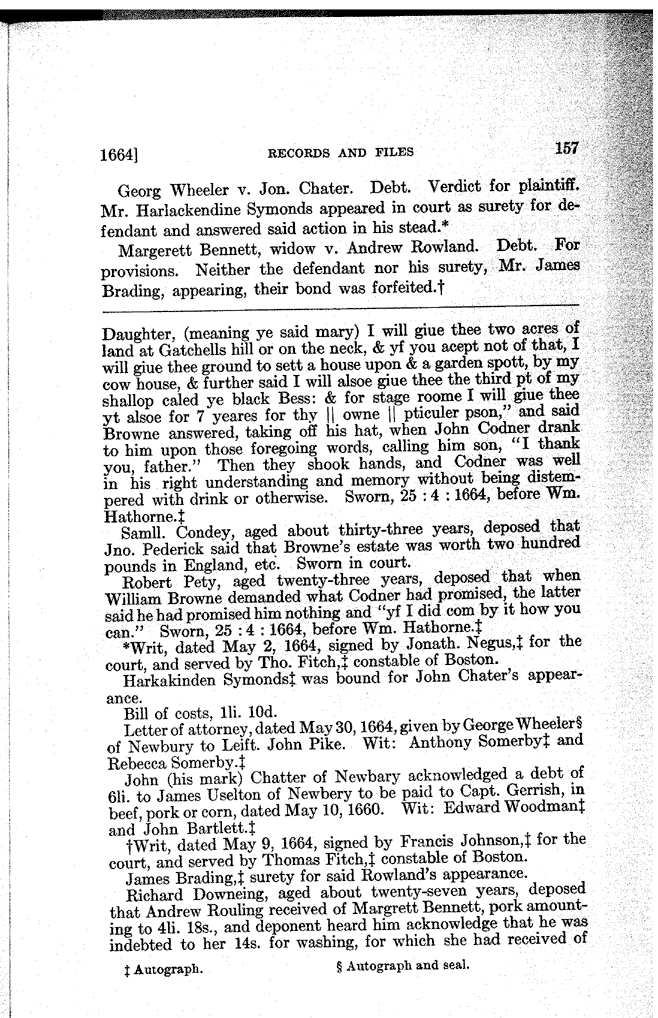 1664] RECORDS AND FILES 157
Georg Wheeler v. Jon. Chater. Debt. Verdict for plaintiff.
Mr. Harlackendine Symonds appeared in court as surety for de-
fendant and answered said action in his stead.*
Margerett Bennett, widow v. Andrew Rowland. Debt. For
provisions. Neither the defendant nor his surety, Mr. James
Brading, appearing, their bond was forfeited.†
Daughter, (meaning ye said mary) I will giue thee two acres of
land at Gatchells hill or on the neck, & yf you acept not of that, I
will giue thee ground to sett a house upon & a garden spott, by my
cow house, & further said I will alsoe giue thee the third pt of my
shallop caled ye black Bess: & for stage roome I will giue thee
yt alsoe for 7 yeares for thy || owne || pticuler pson,” and said
Browne answered, taking off his hat, when John Codner drank
to him upon those foregoing words, calling him son, “I thank
you, father.” Then they shook hands, and Codner was well
in his right understanding and memory without being distem-
pered with drink or otherwise. Sworn, 25 : 4 : 1664, before Wm.
Hathorne.‡
Samll. Condey, aged about thirty-three years, deposed that
Jno. Pederick said that Browne's estate was worth two hundred
pounds in England, etc. Sworn in court.
Robert Pety, aged twenty-three years, deposed that when
William Browne demanded what Codner had promised, the latter
said he had promised him nothing and “yf I did com by it how you
can.” Sworn, 25 : 4 : 1664, before Wm. Hathorne.‡
*Writ, dated May 2, 1664, signed by Jonath. Negus,‡ for the
court, and served by Tho. Fitch,‡ constable of Boston.
Harkakinden Symonds‡ was bound for John Chater's appear-
ance.
Bill of costs, 1li. 10d.
Letter of attorney, dated May 30, 1664, given by George Wheeler§
of Newbury to Leift. John Pike. Wit: Anthony Somerby‡ and
Rebecca Somerby.‡
John (his mark) Chatter of Newbary acknowledged a debt of
6li. to James Uselton of Newbery to be paid to Capt. Gerrish, in
beef, pork or corn, dated May 10, 1660. Wit: Edward Woodman‡
and John Bartlett.‡
†Writ, dated May 9, 1664, signed by Francis Johnson,‡ for the
court, and served by Thomas Fitch,‡ constable of Boston.
James Brading,‡ surety for said Rowland's appearance.
Richard Downeing, aged about twenty-seven years, deposed
that Andrew Rouling received of Margrett Bennett, pork amount-
ing to 4li. 18s., and deponent heard him acknowledge that he was
indebted to her 14s. for washing, for which she had received of
‡ Autograph. § Autograph and seal.